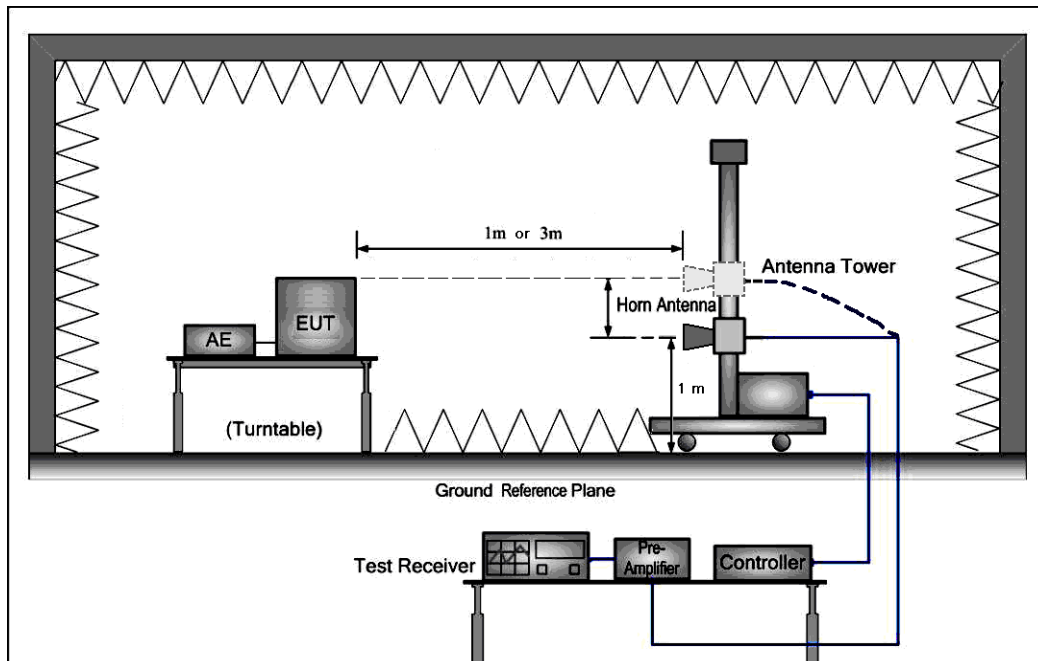 1m or 3m
Antenna Tower
Horn Antenna
EUT
AE
1 m
(Turntable)
Ground Reference Plane
Test Receiver
Pre-
Amplifier
Controller